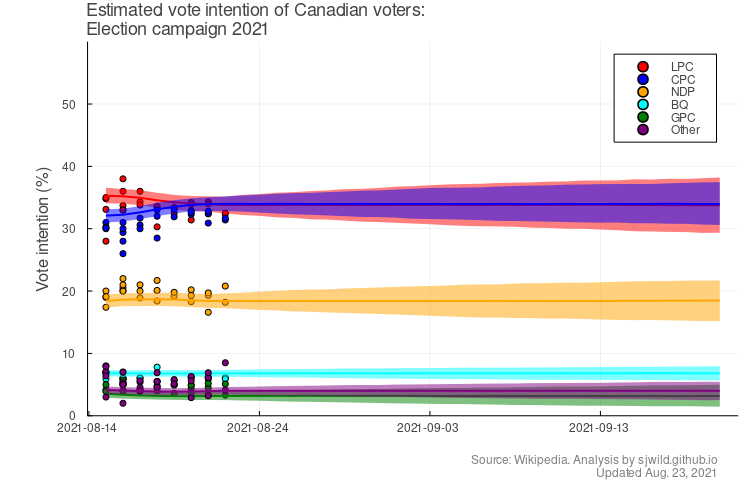 Estimated vote intention of Canadian voters:
Election campaign 2021
LPC
CPC
NDP
BQ
GPC
Other
Vote intention (%)
50
40
30
20
10
0
2021-08-14
2021-08-24
2021-09-03
2021-09-13
Source: Wikipedia. Analysis by sjwild.github.io
Updated Aug. 23, 2021